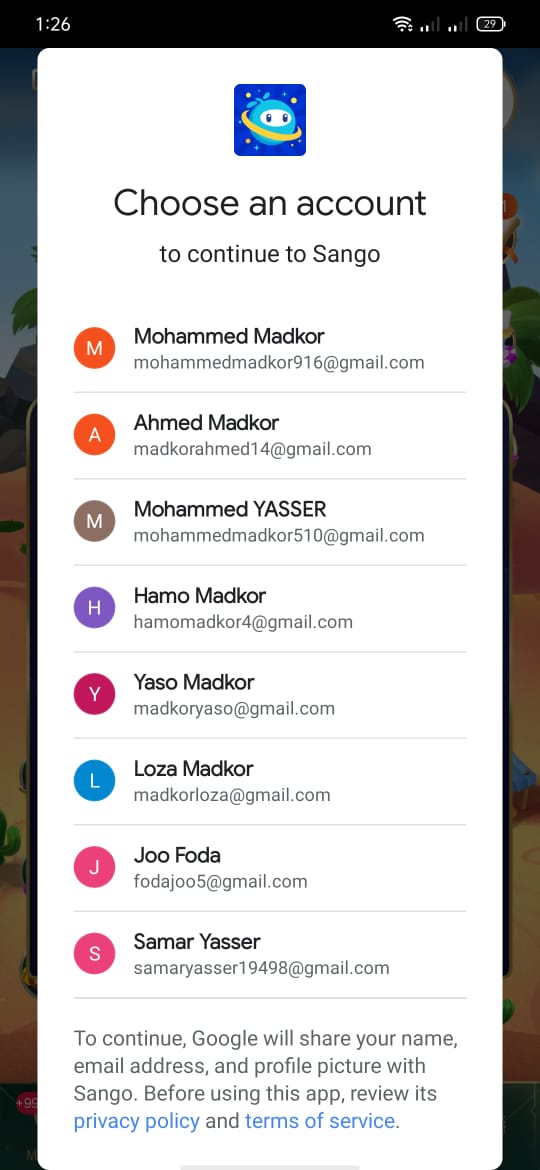 1:26
29
Choose an account
to continue to Sango
M
Mohammed Madkor
mohammedmadkor916@gmail.com
A
Ahmed Madkor
madkorahmed14@gmail.com
M
Mohammed YASSER
mohammedmadkor510@gmail.com
H
Hamo Madkor
hamomadkor4@gmail.com
Y
Yaso Madkor
madkoryaso@gmail.com
L
Loza Madkor
madkorloza@gmail.com
J
Joo Foda
fodajoo5@gmail.com
S
Samar Yasser
samaryasser19498@gmail.com
To continue, Google will share your name,
email address, and profile picture with
Sango. Before using this app, review its
privacy policy and terms of service.